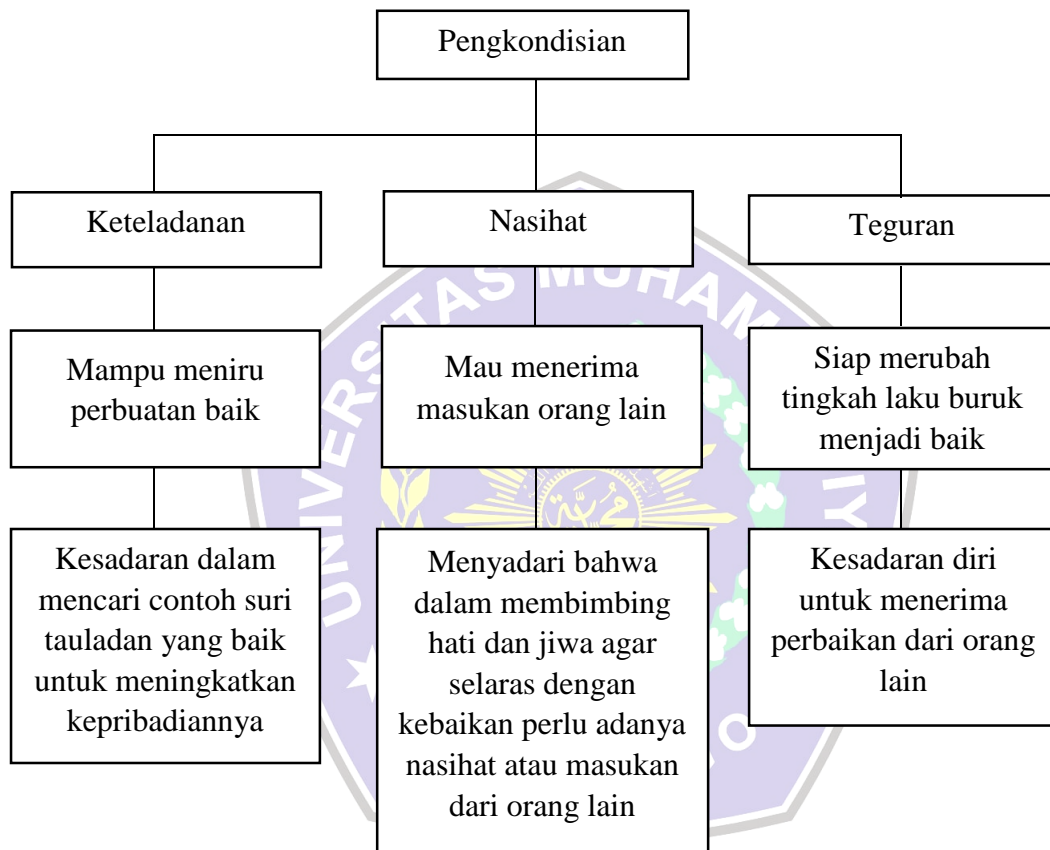 Pengkondisian
Keteladanan
Nasihat
Teguran
Mampu meniru
perbuatan baik
Mau menerima
masukan orang lain
Siap merubah
tingkah laku buruk
menjadi baik
Kesadaran dalam
mencari contoh suri
tauladan yang baik
untuk meningkatkan
kepribadiannya
Menyadari bahwa
dalam membimbing
hati dan jiwa agar
selaras dengan
kebaikan perlu adanya
nasihat atau masukan
dari orang lain
Kesadaran diri
untuk menerima
perbaikan dari orang
lain
UNIVERSITAS MUHAM IY
O